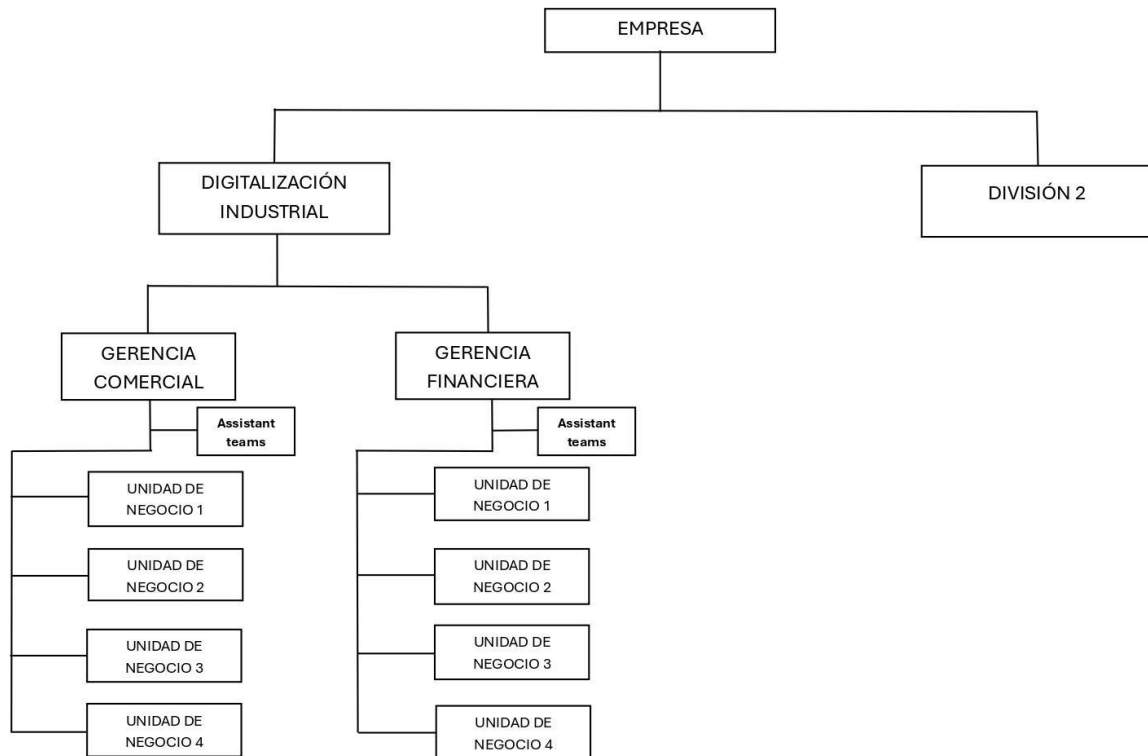 EMPRESA
DIGITALIZACIÓN
INDUSTRIAL
DIVISIÓN 2
GERENCIA
COMERCIAL
GERENCIA
FINANCIERA
Assistant
teams
Assistant
teams
UNIDAD DE
NEGOCIO 1
UNIDAD DE
NEGOCIO 1
UNIDAD DE
NEGOCIO 2
UNIDAD DE
NEGOCIO 2
UNIDAD DE
NEGOCIO 3
UNIDAD DE
NEGOCIO 3
UNIDAD DE
NEGOCIO 4
UNIDAD DE
NEGOCIO 4